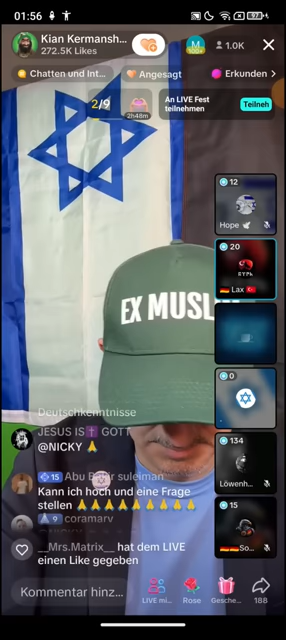 01:56
Kian Kermansh...
272.5K Likes
1.0K
Chatten und Int...
Angesagt
Erkunden
2/9
2h48m
An LIVE Fest
teilnehmen
Teilneh
12
Hope
20
Lax
EX MUSL
0
134
Löwenh...
15
So...
Deutschkenntnisse
JESUS IS GOTT
@NICKY
15 Abu Bakr suleiman
Kann ich hoch und eine Frage
stellen
9 coramarv
__Mrs.Matrix__ hat dem LIVE
einen Like gegeben
Kommentar hinz...
LIVE mi...
Rose
Gesche...
188